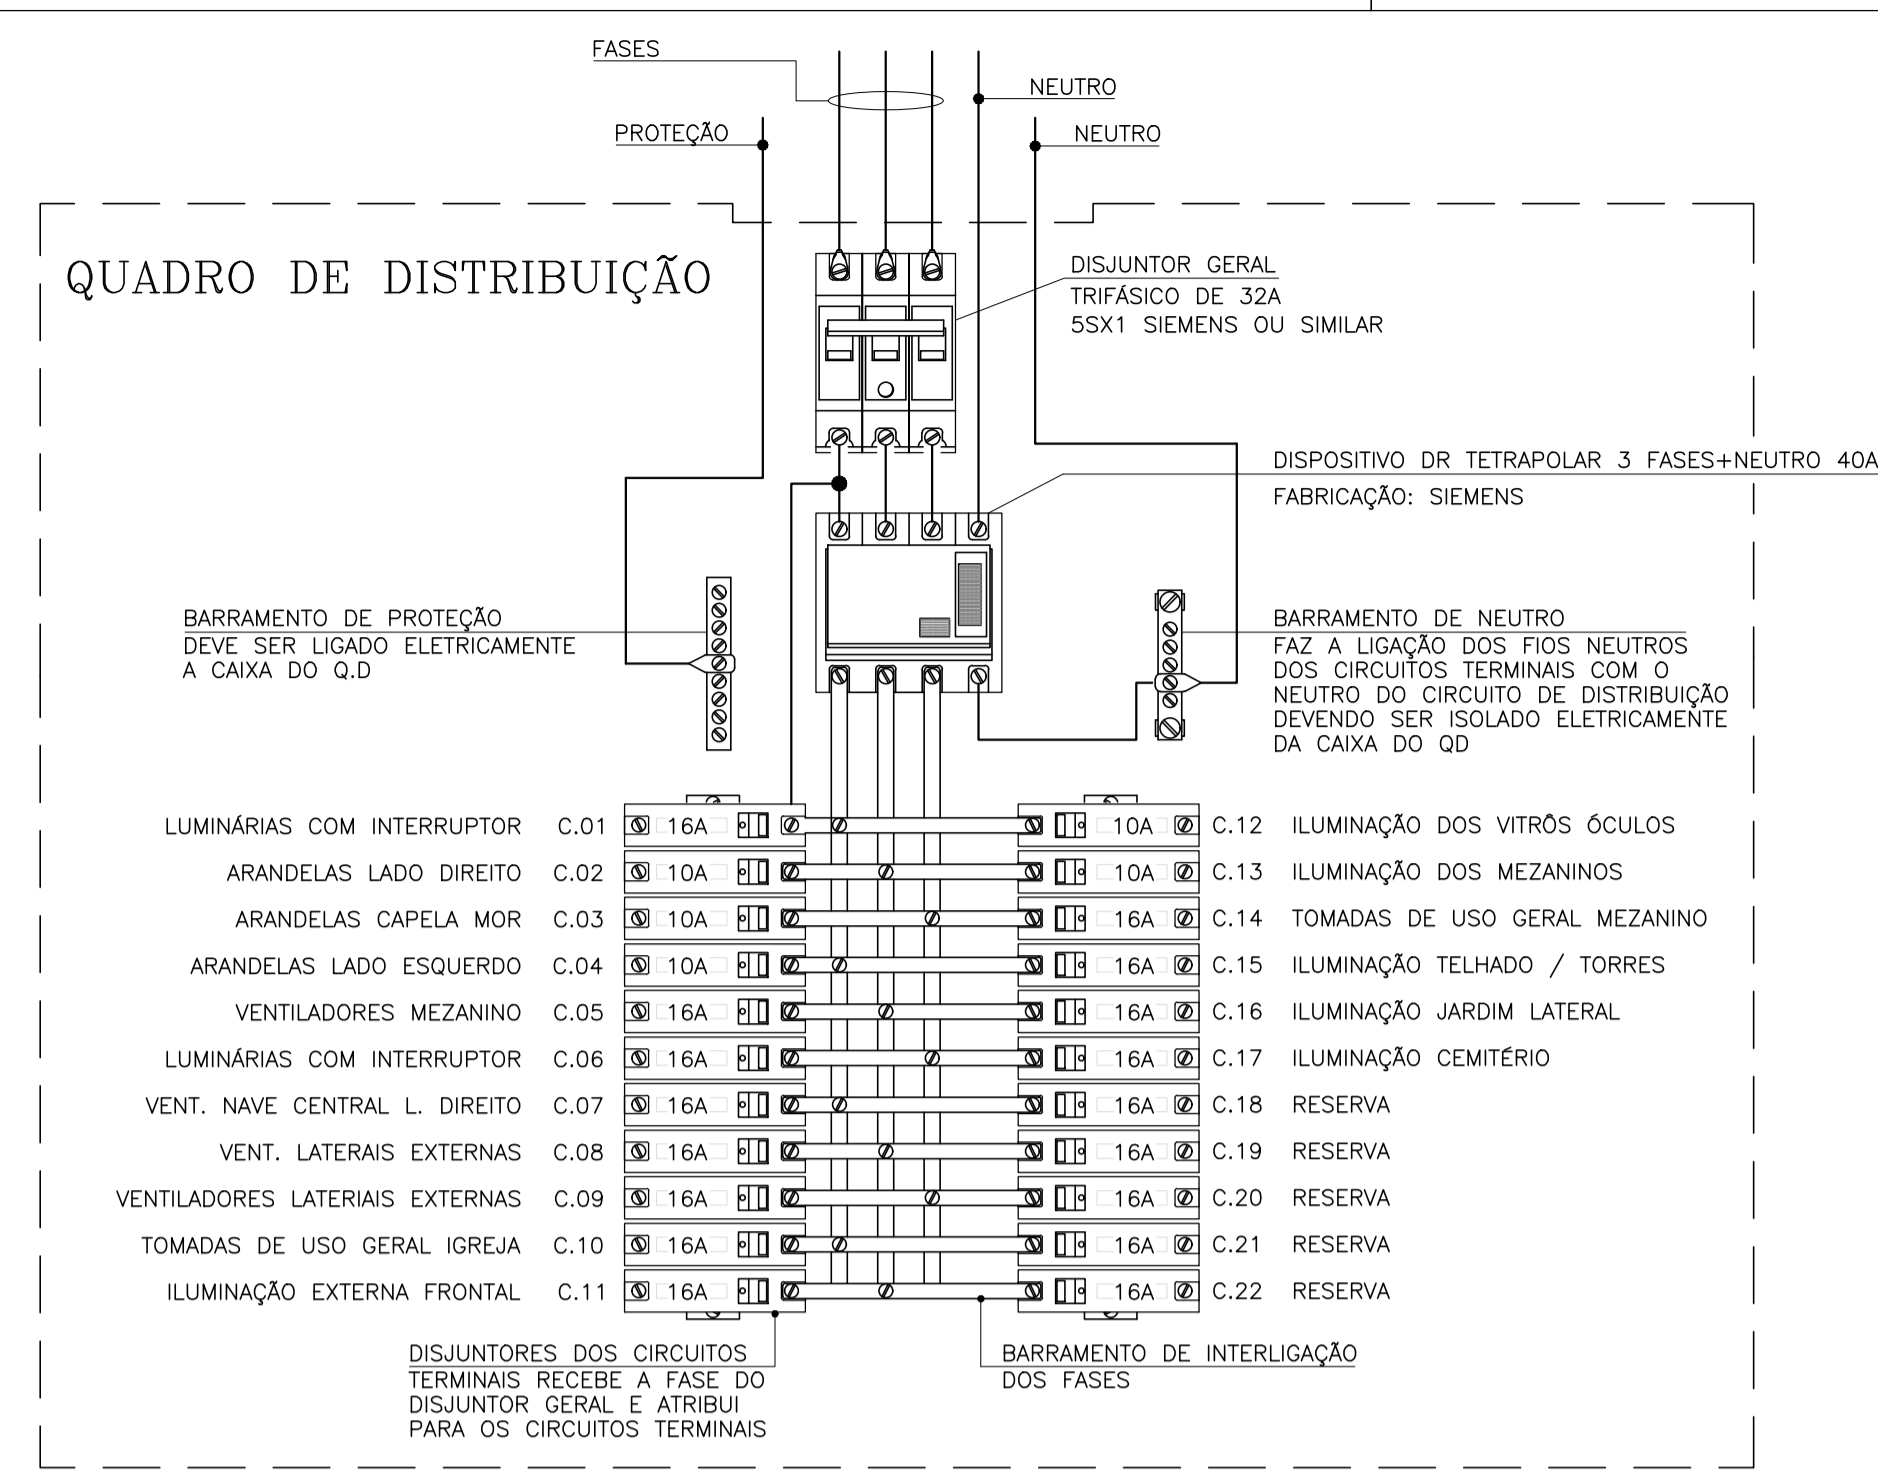 FASES
NEUTRO
PROTEÇÃO
NEUTRO
QUADRO DE DISTRIBUIÇÃO
DISJUNTOR GERAL
TRIFÁSICO DE 32A
5SX1 SIEMENS OU SIMILAR
DISPOSITIVO DR TETRAPOLAR 3 FASES+NEUTRO 40A
FABRICAÇÃO: SIEMENS
BARRAMENTO DE PROTEÇÃO
DEVE SER LIGADO ELETRICAMENTE
A CAIXA DO Q.D
BARRAMENTO DE NEUTRO
FAZ A LIGAÇÃO DOS FIOS NEUTROS
DOS CIRCUITOS TERMINAIS COM O
NEUTRO DO CIRCUITO DE DISTRIBUIÇÃO
DEVENDO SER ISOLADO ELETRICAMENTE
DA CAIXA DO QD
LUMINÁRIAS COM INTERRUPTOR C.01 16A 10A C.12 ILUMINAÇÃO DOS VITRÔS ÓCULOS
ARANDELAS LADO DIREITO C.02 10A 10A C.13 ILUMINAÇÃO DOS MEZANINOS
ARANDELAS CAPELA MOR C.03 10A 16A C.14 TOMADAS DE USO GERAL MEZANINO
ARANDELAS LADO ESQUERDO C.04 10A 16A C.15 ILUMINAÇÃO TELHADO / TORRES
VENTILADORES MEZANINO C.05 16A 16A C.16 ILUMINAÇÃO JARDIM LATERAL
LUMINÁRIAS COM INTERRUPTOR C.06 16A 16A C.17 ILUMINAÇÃO CEMITÉRIO
VENT. NAVE CENTRAL L. DIREITO C.07 16A 16A C.18 RESERVA
VENT. LATERAIS EXTERNAS C.08 16A 16A C.19 RESERVA
VENTILADORES LATERIAIS EXTERNAS C.09 16A 16A C.20 RESERVA
TOMADAS DE USO GERAL IGREJA C.10 16A 16A C.21 RESERVA
ILUMINAÇÃO EXTERNA FRONTAL C.11 16A 16A C.22 RESERVA
DISJUNTORES DOS CIRCUITOS
TERMINAIS RECEBE A FASE DO
DISJUNTOR GERAL E ATRIBUI
PARA OS CIRCUITOS TERMINAIS
BARRAMENTO DE INTERLIGAÇÃO
DOS FASES